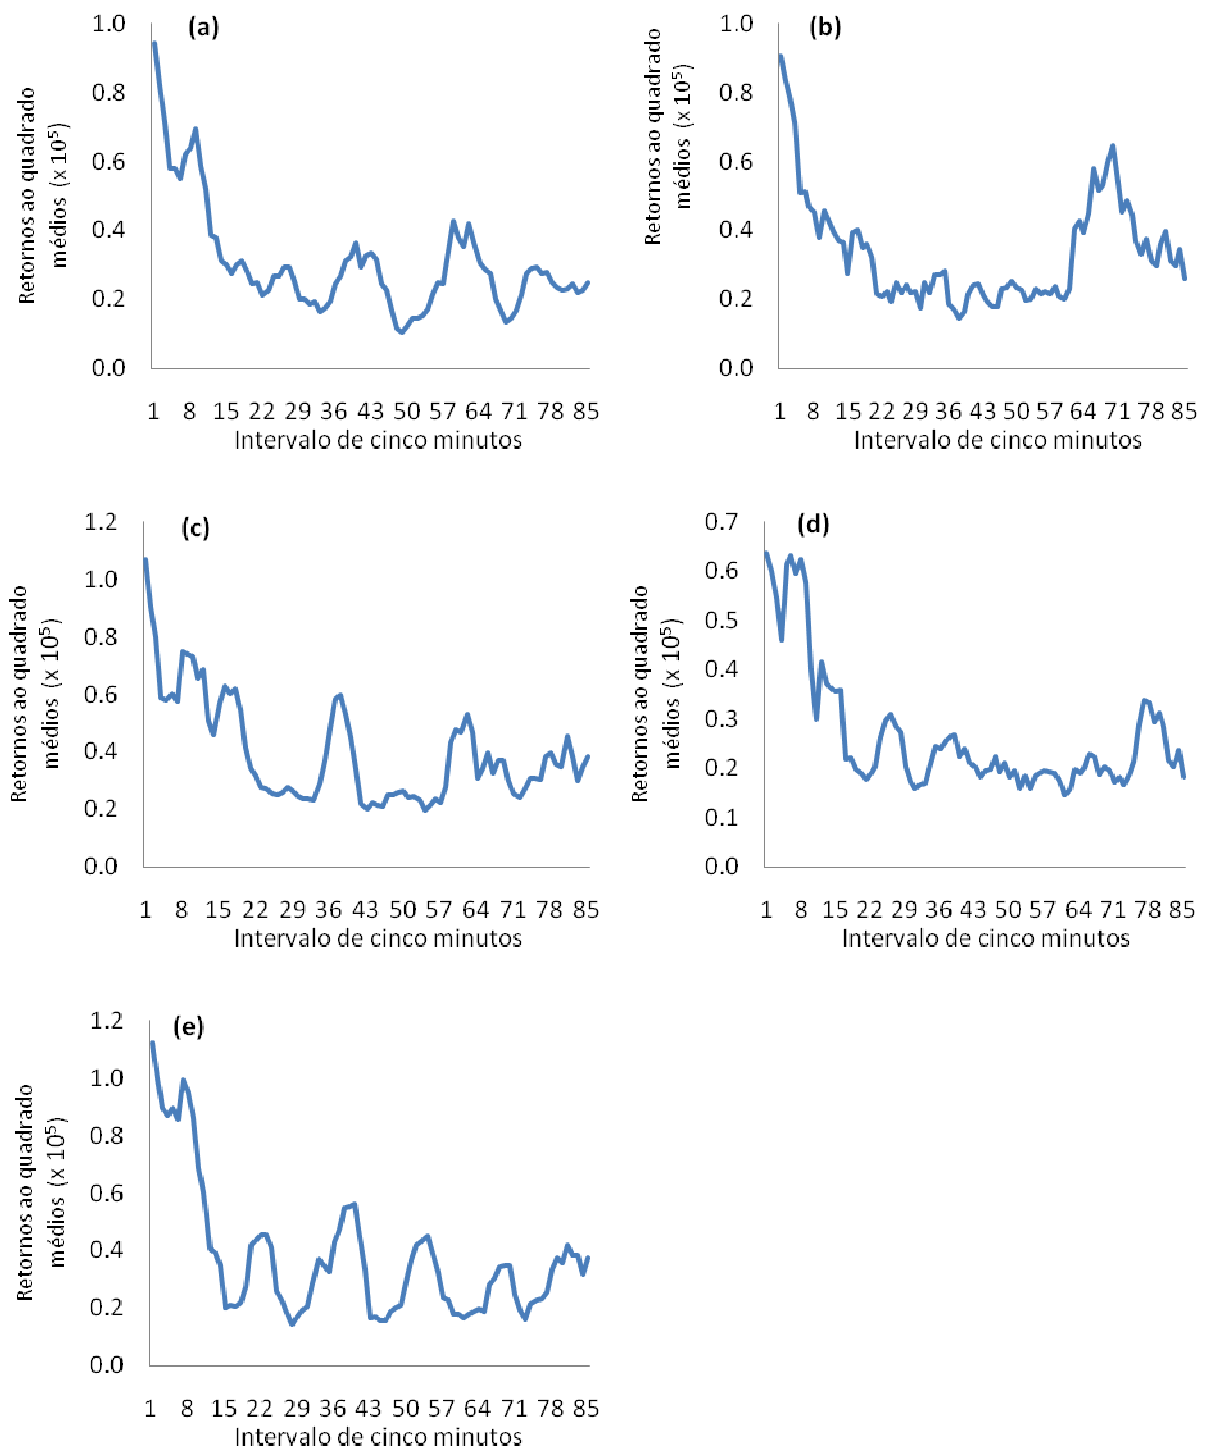 (a)
Retornos ao quadrado
médios (x 10⁵)
1.0
0.8
0.6
0.4
0.2
0.0
1 8 15 22 29 36 43 50 57 64 71 78 85
Intervalo de cinco minutos
(b)
Retornos ao quadrado
médios (x 10⁵)
1.0
0.8
0.6
0.4
0.2
0.0
1 8 15 22 29 36 43 50 57 64 71 78 85
Intervalo de cinco minutos
(c)
Retornos ao quadrado
médios (x 10⁵)
1.2
1.0
0.8
0.6
0.4
0.2
0.0
1 8 15 22 29 36 43 50 57 64 71 78 85
Intervalo de cinco minutos
(d)
Retornos ao quadrado
médios (x 10⁵)
0.7
0.6
0.5
0.4
0.3
0.2
0.1
0.0
1 8 15 22 29 36 43 50 57 64 71 78 85
Intervalo de cinco minutos
(e)
Retornos ao quadrado
médios (x 10⁵)
1.2
1.0
0.8
0.6
0.4
0.2
0.0
1 8 15 22 29 36 43 50 57 64 71 78 85
Intervalo de cinco minutos